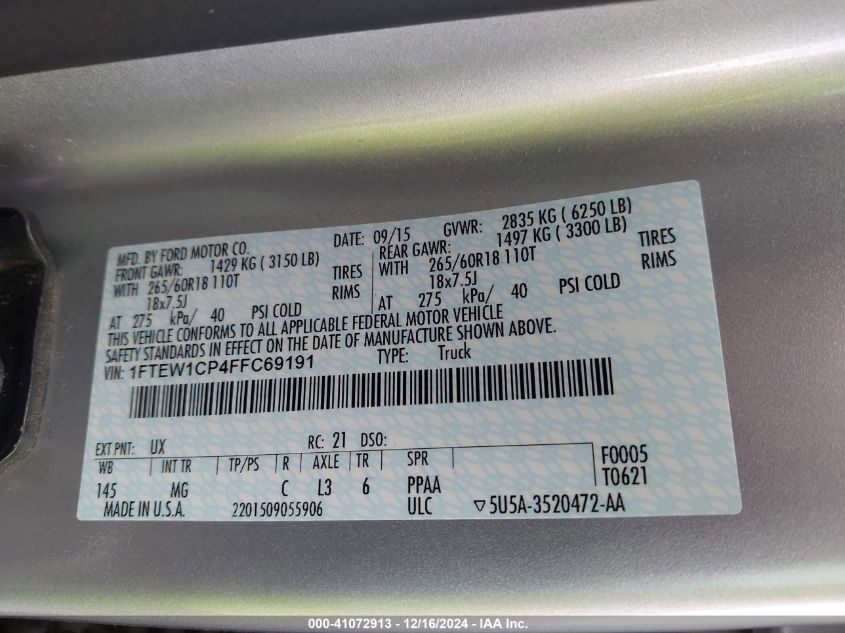 MFD. BY FORD MOTOR CO. DATE: 09/15 GVWR: 2835 KG ( 6250 LB)
FRONT GAWR: 1429 KG ( 3150 LB) REAR GAWR: 1497 KG ( 3300 LB)
WITH 265/60R18 110T TIRES WITH 265/60R18 110T TIRES
18x7.5J RIMS 18x7.5J RIMS
AT 275 kPa/ 40 PSI COLD AT 275 kPa/ 40 PSI COLD
THIS VEHICLE CONFORMS TO ALL APPLICABLE FEDERAL MOTOR VEHICLE
SAFETY STANDARDS IN EFFECT ON THE DATE OF MANUFACTURE SHOWN ABOVE.
VIN: 1FTEW1CP4FFC69191 TYPE: Truck
EXT PNT: UX RC: 21 DSO:
WB INT TR TP/PS R AXLE TR SPR F0005
145 MG C L3 6 PPAA T0621
MADE IN U.S.A. 2201509055906 ULC ▽5U5A-3520472-AA
000-41072913 - 12/16/2024 - IAA Inc.